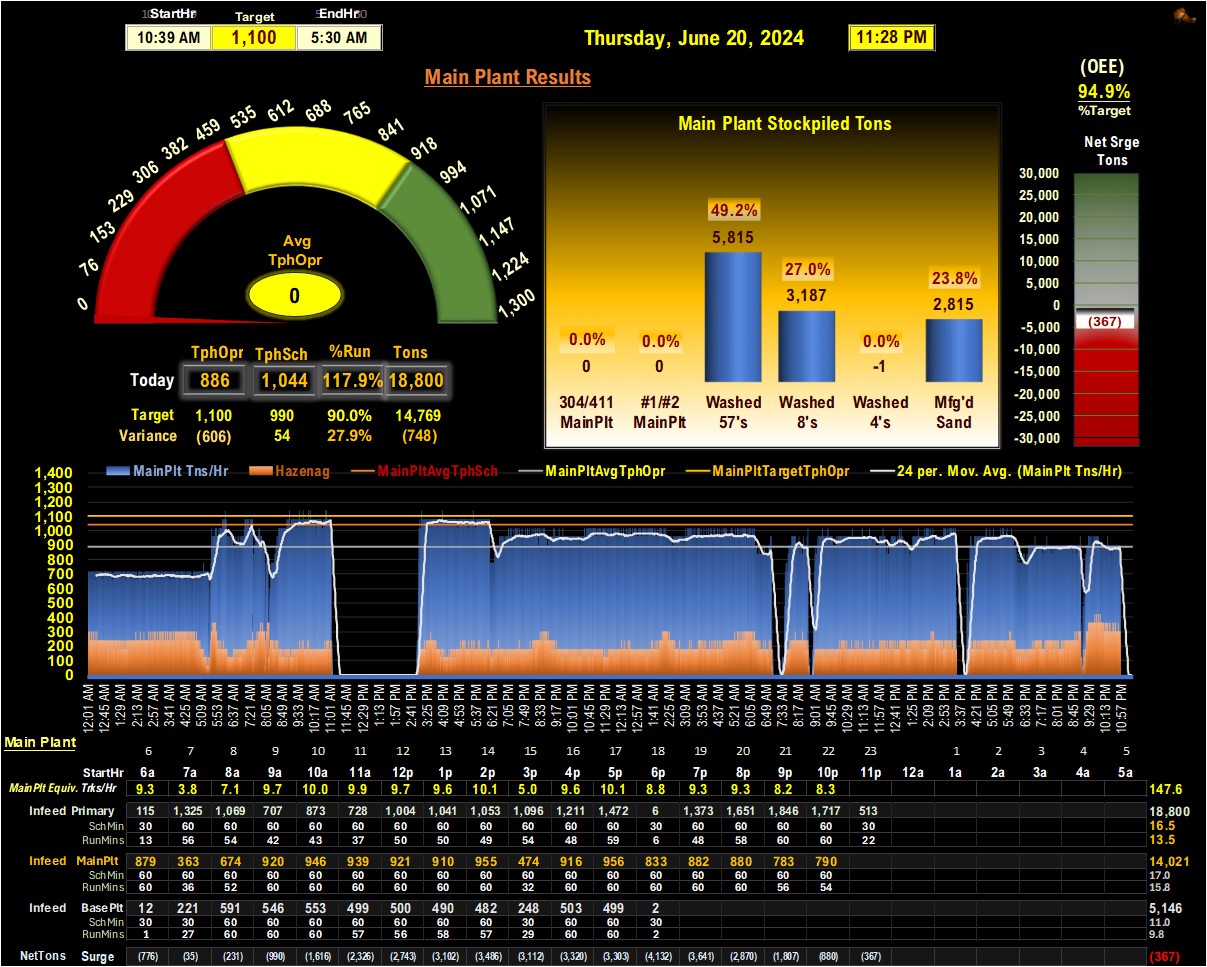 StartHr Target EndHr
10:39 AM 1,100 5:30 AM
Thursday, June 20, 2024 11:28 PM
Main Plant Results
(OEE)
94.9%
%Target
Net Srge
Tons
30,000
25,000
20,000
15,000
10,000
5,000
0
(367)
-5,000
-10,000
-15,000
-20,000
-25,000
-30,000
0 76 153 229 306 382 459 535 612 688 765 841 918 994 1,071 1,147 1,224 1,300
Avg
TphOpr
0
TphOpr TphSch %Run Tons
Today 886 1,044 117.9% 18,800
Target 1,100 990 90.0% 14,769
Variance (606) 54 27.9% (748)
Main Plant Stockpiled Tons
0.0% 0.0% 49.2% 27.0% 0.0% 23.8%
0 0 5,815 3,187 -1 2,815
304/411 #1/#2 Washed Washed Washed Mfg'd
MainPlt MainPlt 57's 8's 4's Sand
MainPlt Tns/Hr Hazenag MainPltAvgTphSch MainPltAvgTphOpr MainPltTargetTphOpr 24 per. Mov. Avg. (MainPlt Tns/Hr)
1,400
1,300
1,200
1,100
1,000
900
800
700
600
500
400
300
200
100
0
12:01 AM 12:45 AM 1:29 AM 2:13 AM 2:57 AM 3:41 AM 4:25 AM 5:09 AM 5:53 AM 6:37 AM 7:21 AM 8:05 AM 8:49 AM 9:33 AM 10:17 AM 11:01 AM 11:45 AM 12:29 PM 1:13 PM 1:57 PM 2:41 PM 3:25 PM 4:09 PM 4:53 PM 5:37 PM 6:21 PM 7:05 PM 7:49 PM 8:33 PM 9:17 PM 10:01 PM 10:45 PM 11:29 PM 12:13 AM 12:57 AM 1:41 AM 2:25 AM 3:09 AM 3:53 AM 4:37 AM 5:21 AM 6:05 AM 6:49 AM 7:33 AM 8:17 AM 9:01 AM 9:45 AM 10:29 AM 11:13 AM 11:57 AM 12:41 PM 1:25 PM 2:09 PM 2:53 PM 3:37 PM 4:21 PM 5:05 PM 5:49 PM 6:33 PM 7:17 PM 8:01 PM 8:45 PM 9:29 PM 10:13 PM 10:57 PM
Main Plant
6 7 8 9 10 11 12 13 14 15 16 17 18 19 20 21 22 23 1 2 3 4 5
StartHr 6a 7a 8a 9a 10a 11a 12p 1p 2p 3p 4p 5p 6p 7p 8p 9p 10p 11p 12a 1a 2a 3a 4a 5a
MainPlt Equiv. Trks/Hr 9.3 3.8 7.1 9.7 10.0 9.9 9.7 9.6 10.1 5.0 9.6 10.1 8.8 9.3 9.3 8.2 8.3 147.6
Infeed Primary 115 1,325 1,069 707 873 728 1,004 1,041 1,053 1,096 1,211 1,472 6 1,373 1,651 1,846 1,717 513 18,800
SchMin 30 60 60 60 60 60 60 60 60 60 60 60 30 60 60 60 60 30 16.5
RunMins 13 56 54 42 43 37 50 50 49 54 48 59 6 48 58 60 60 22 13.5
Infeed MainPlt 879 363 674 920 946 939 921 910 955 474 916 956 833 882 880 783 790 14,021
SchMin 60 60 60 60 60 60 60 60 60 60 60 60 60 60 60 60 60 17.0
RunMins 60 36 52 60 60 60 60 60 60 32 60 60 60 60 60 56 54 15.8
Infeed BasePlt 12 221 591 546 553 499 500 490 482 248 503 499 2 5,146
SchMin 30 30 60 60 60 60 60 60 60 30 60 60 30 11.0
RunMins 1 27 60 60 60 57 56 58 57 29 60 60 2 9.8
NetTons Surge (776) (35) (231) (990) (1,616) (2,326) (2,743) (3,102) (3,486) (3,112) (3,320) (3,303) (4,132) (3,641) (2,870) (1,807) (880) (367) (367)